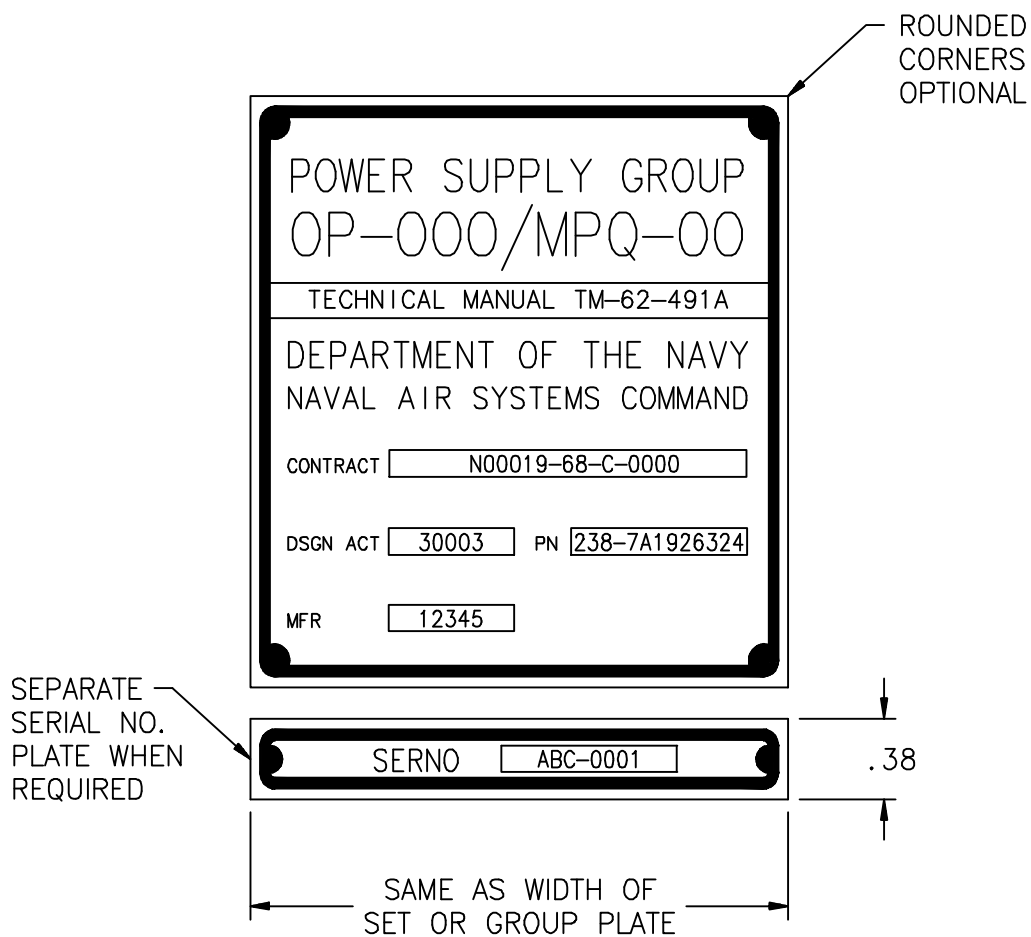 ROUNDED
CORNERS
OPTIONAL
POWER SUPPLY GROUP
OP-000/MPQ-00
TECHNICAL MANUAL TM-62-491A
DEPARTMENT OF THE NAVY
NAVAL AIR SYSTEMS COMMAND
CONTRACT N00019-68-C-0000
DSGN ACT 30003 PN 238-7A1926324
MFR 12345
SEPARATE
SERIAL NO.
PLATE WHEN
REQUIRED
SERNO ABC-0001
.38
SAME AS WIDTH OF
SET OR GROUP PLATE